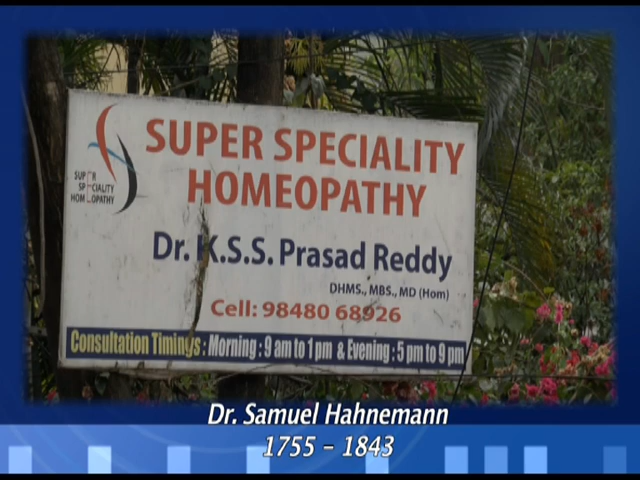 SUPER SPECIALITY
HOMEOPATHY
SUPER
SPECIALITY
HOMEOPATHY
Dr. K.S.S. Prasad Reddy
DHMS., MBS., MD (Hom)
Cell: 98480 68926
Consultation Timings : Morning : 9 am to 1 pm & Evening : 5 pm to 9 pm
Dr. Samuel Hahnemann
1755 - 1843